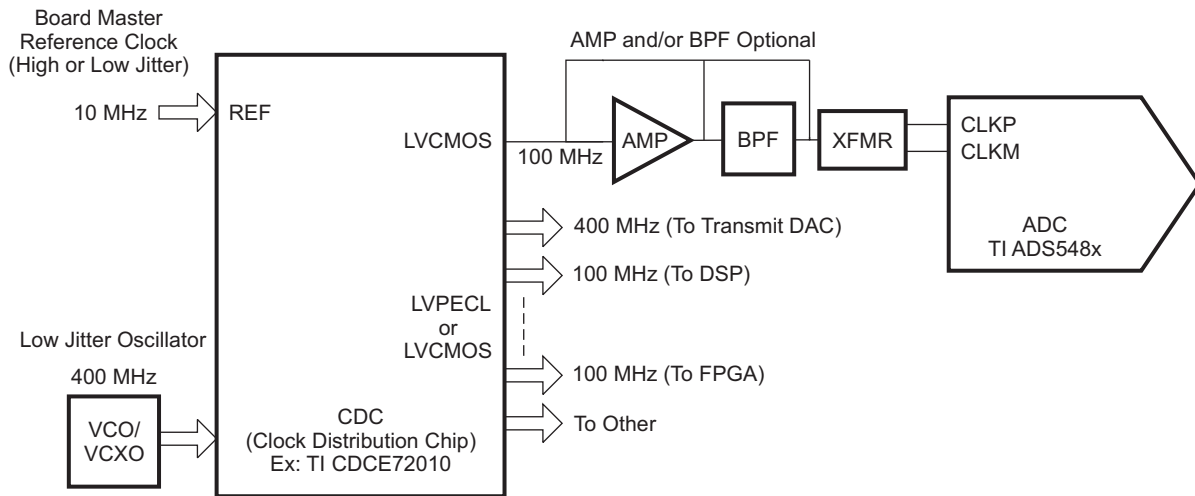 Board Master
Reference Clock
(High or Low Jitter)
10 MHz
REF
LVCMOS
100 MHz
AMP and/or BPF Optional
AMP
BPF
XFMR
CLKP
CLKM
ADC
TI ADS548x
400 MHz (To Transmit DAC)
100 MHz (To DSP)
LVPECL
or
LVCMOS
100 MHz (To FPGA)
To Other
Low Jitter Oscillator
400 MHz
VCO/
VCXO
CDC
(Clock Distribution Chip)
Ex: TI CDCE72010